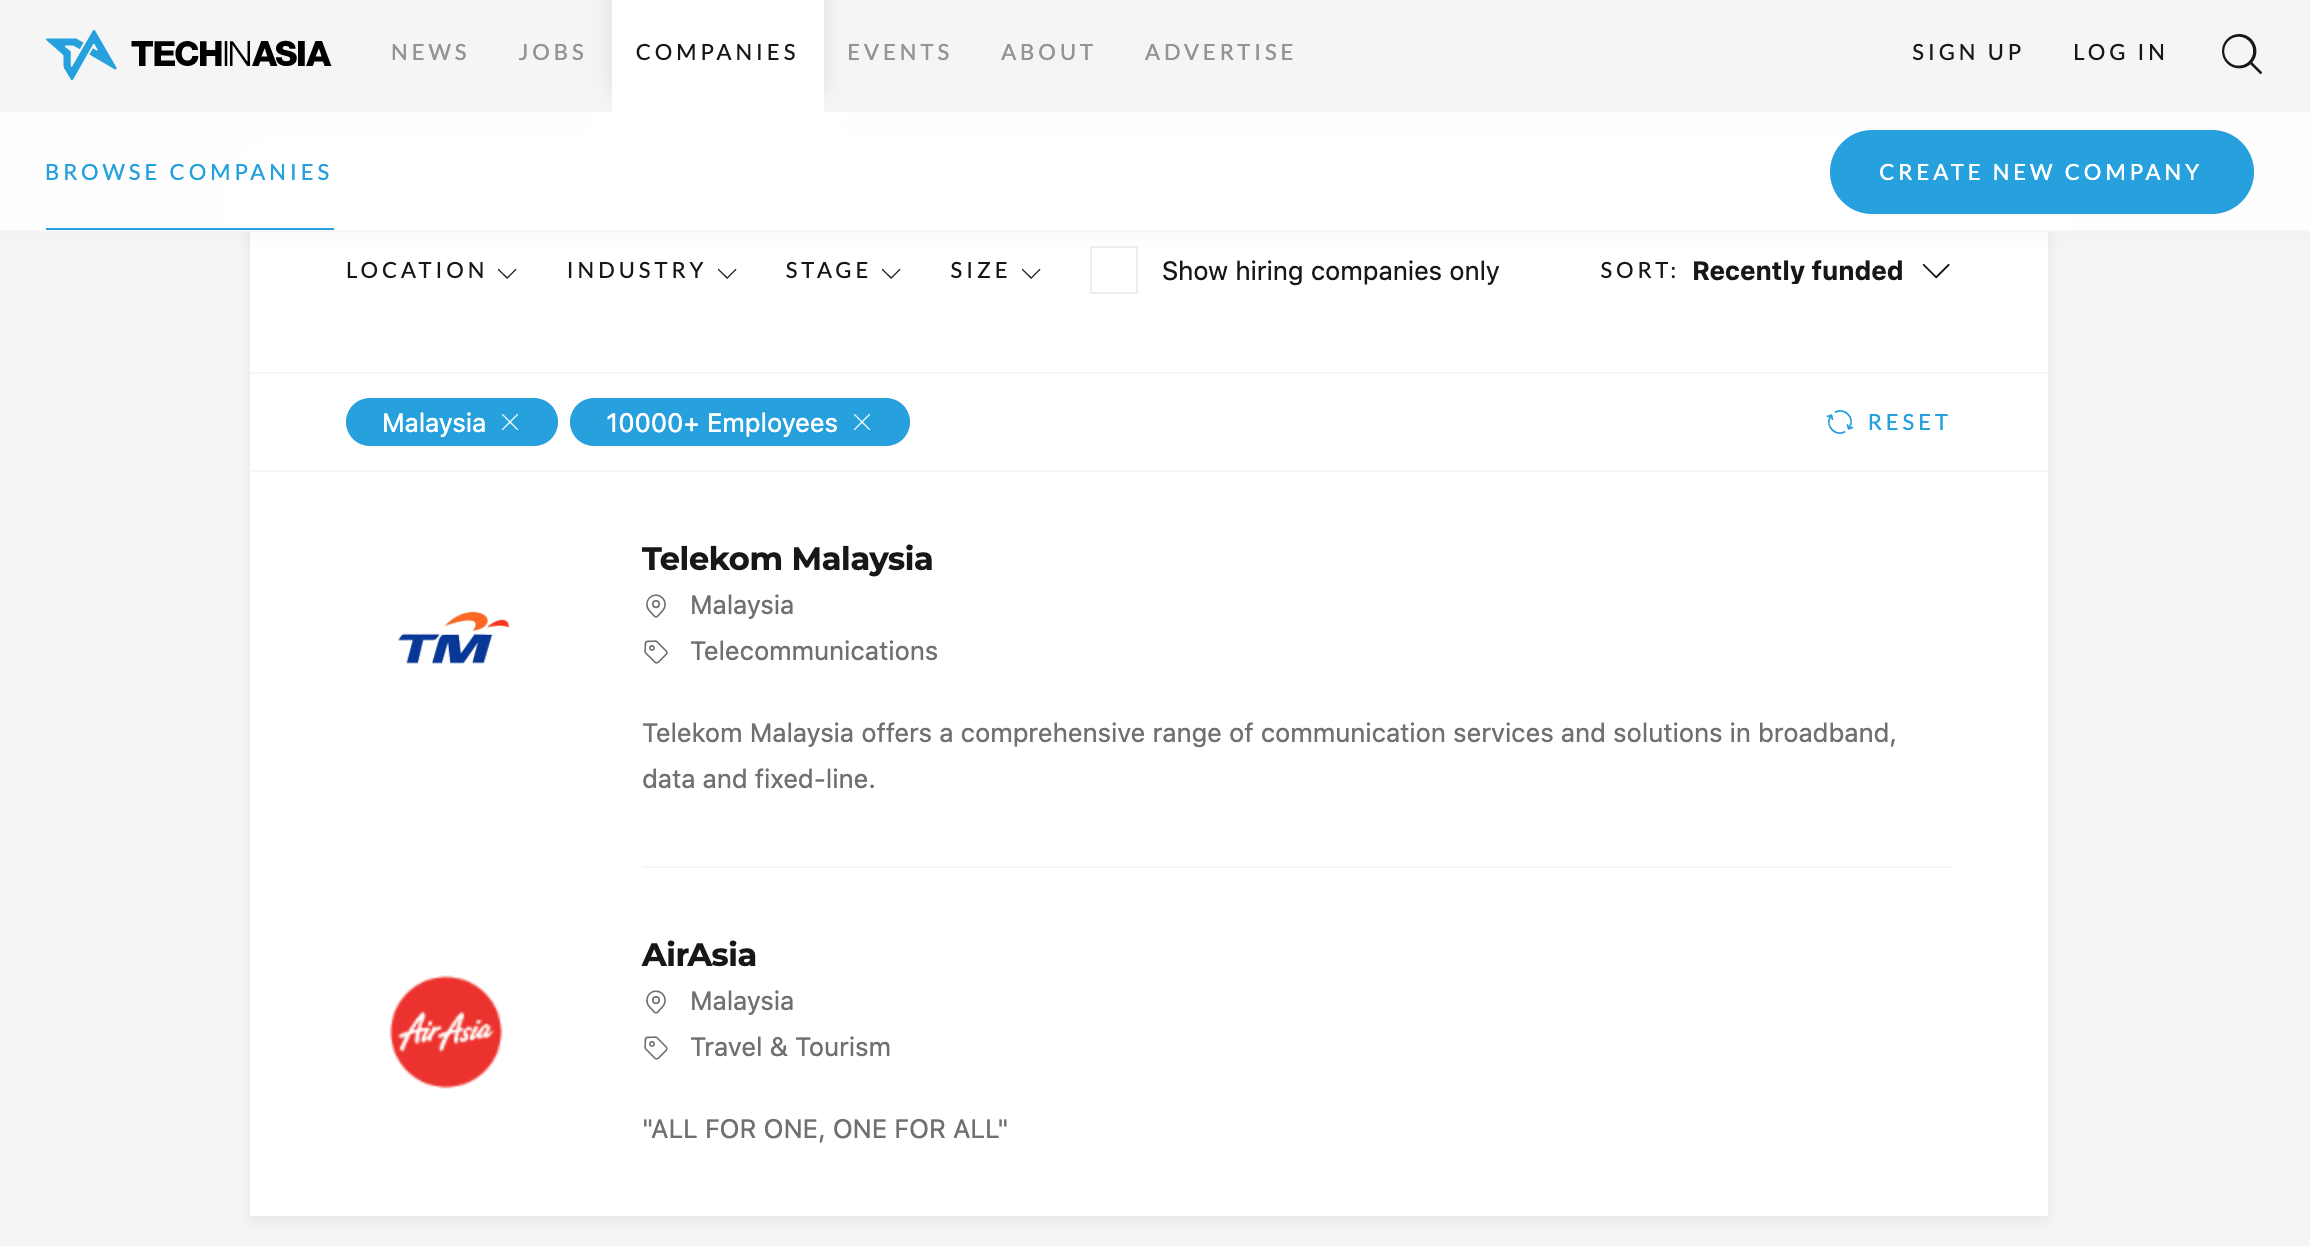 TECHINASIA
NEWS
JOBS
COMPANIES
EVENTS
ABOUT
ADVERTISE
SIGN UP
LOG IN
BROWSE COMPANIES
CREATE NEW COMPANY
LOCATION
INDUSTRY
STAGE
SIZE
Show hiring companies only
SORT: Recently funded
Malaysia
10000+ Employees
RESET
TM
Telekom Malaysia
Malaysia
Telecommunications
Telekom Malaysia offers a comprehensive range of communication services and solutions in broadband,
data and fixed-line.
AirAsia
AirAsia
Malaysia
Travel & Tourism
"ALL FOR ONE, ONE FOR ALL"